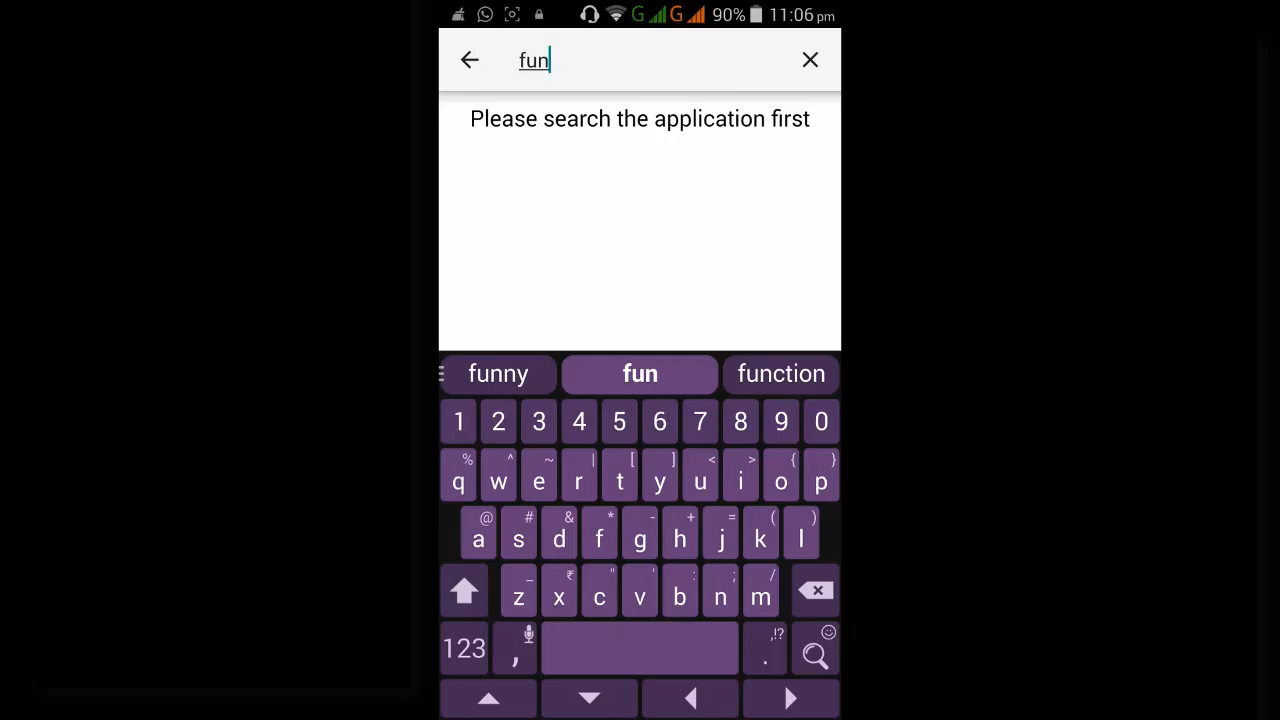 G G 90% 11:06 pm
fun
Please search the application first
funny fun function
1 2 3 4 5 6 7 8 9 0
% ^ ~ | [ ] < > { }
q w e r t y u i o p
@ # & * - + = ( )
a s d f g h j k l
_ ₹ " ' : ; /
z x c v b n m
123 , ,!? .